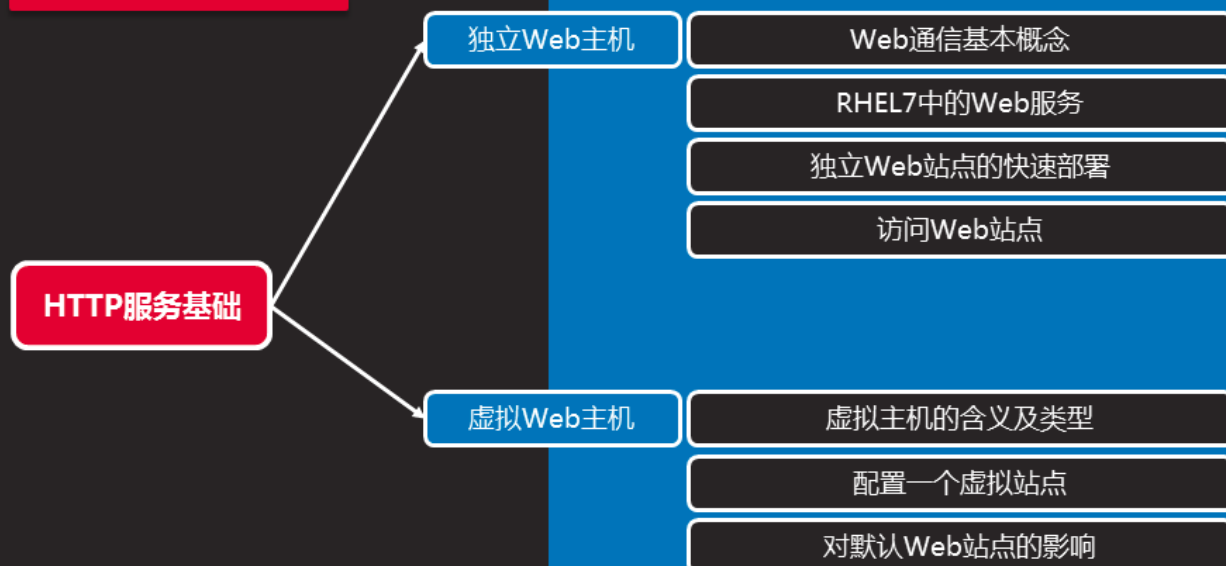 HTTP服务基础
独立Web主机
Web通信基本概念
RHEL7中的Web服务
独立Web站点的快速部署
访问Web站点
虚拟Web主机
虚拟主机的含义及类型
配置一个虚拟站点
对默认Web站点的影响